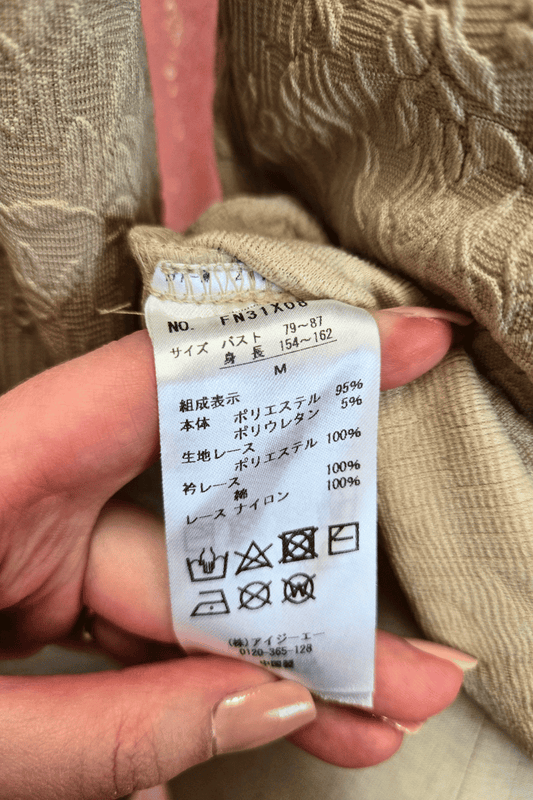 NO. FN31X08
サイズ バスト 79~87
身長 154~162
M
組成表示
本体 ポリエステル 95%
ポリウレタン 5%
生地レース
ポリエステル 100%
衿レース
綿 100%
レース ナイロン 100%
W
(株)アイジーエー
0120-365-128